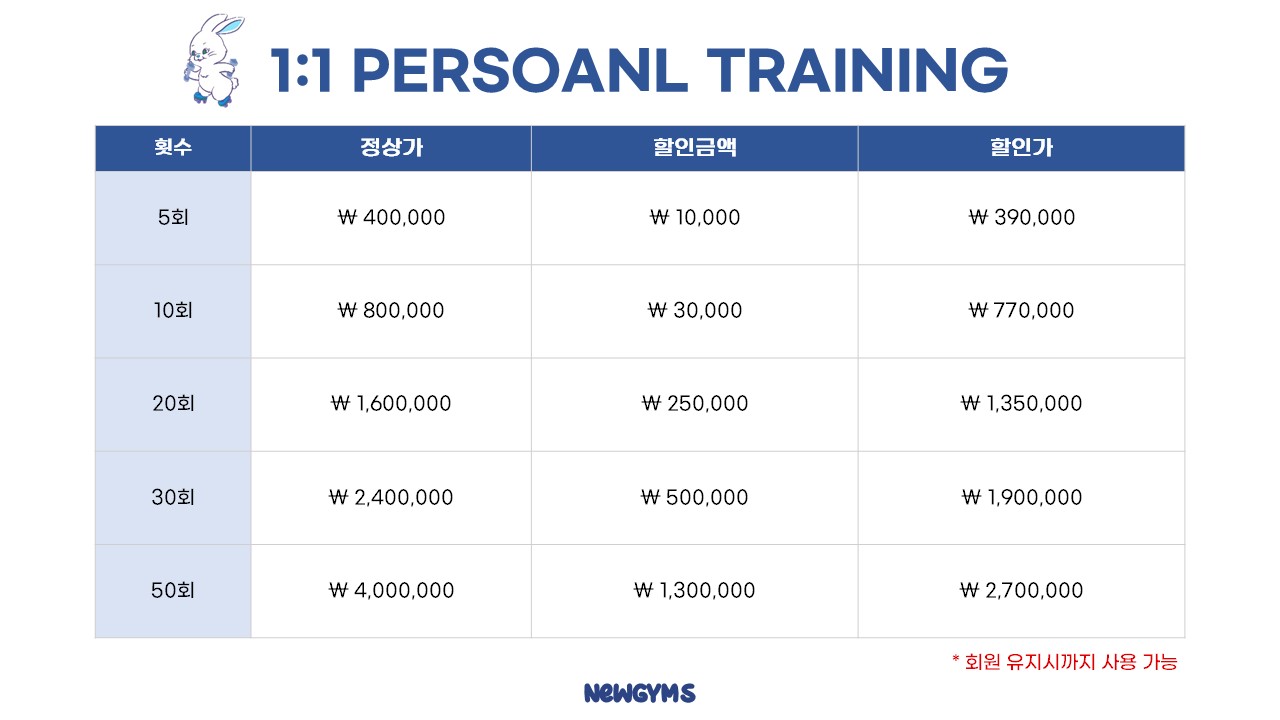 1:1 PERSOANL TRAINING
횟수 정상가 할인금액 할인가
5회 ₩ 400,000 ₩ 10,000 ₩ 390,000
10회 ₩ 800,000 ₩ 30,000 ₩ 770,000
20회 ₩ 1,600,000 ₩ 250,000 ₩ 1,350,000
30회 ₩ 2,400,000 ₩ 500,000 ₩ 1,900,000
50회 ₩ 4,000,000 ₩ 1,300,000 ₩ 2,700,000
* 회원 유지시까지 사용 가능
NEWGYMS